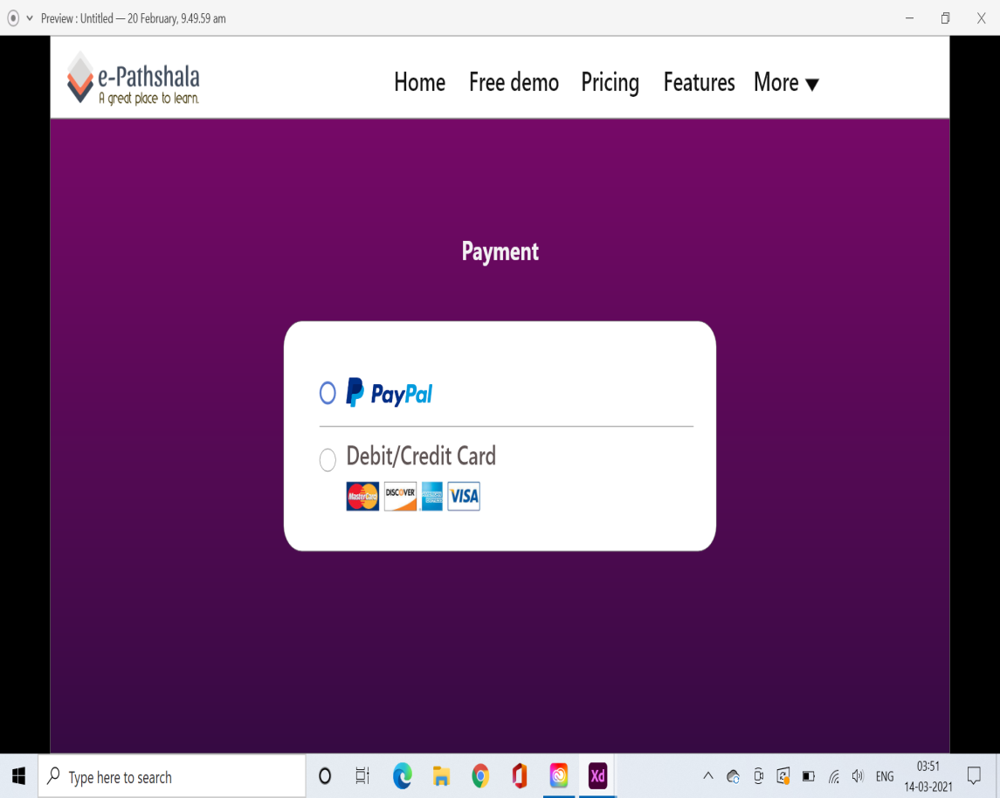 Preview : Untitled — 20 February, 9.49.59 am
e-Pathshala
A great place to learn.
Home Free demo Pricing Features More ▼
Payment
PayPal
Debit/Credit Card
MasterCard DISCOVER VISA
Type here to search
Xd
ENG
03:51
14-03-2021